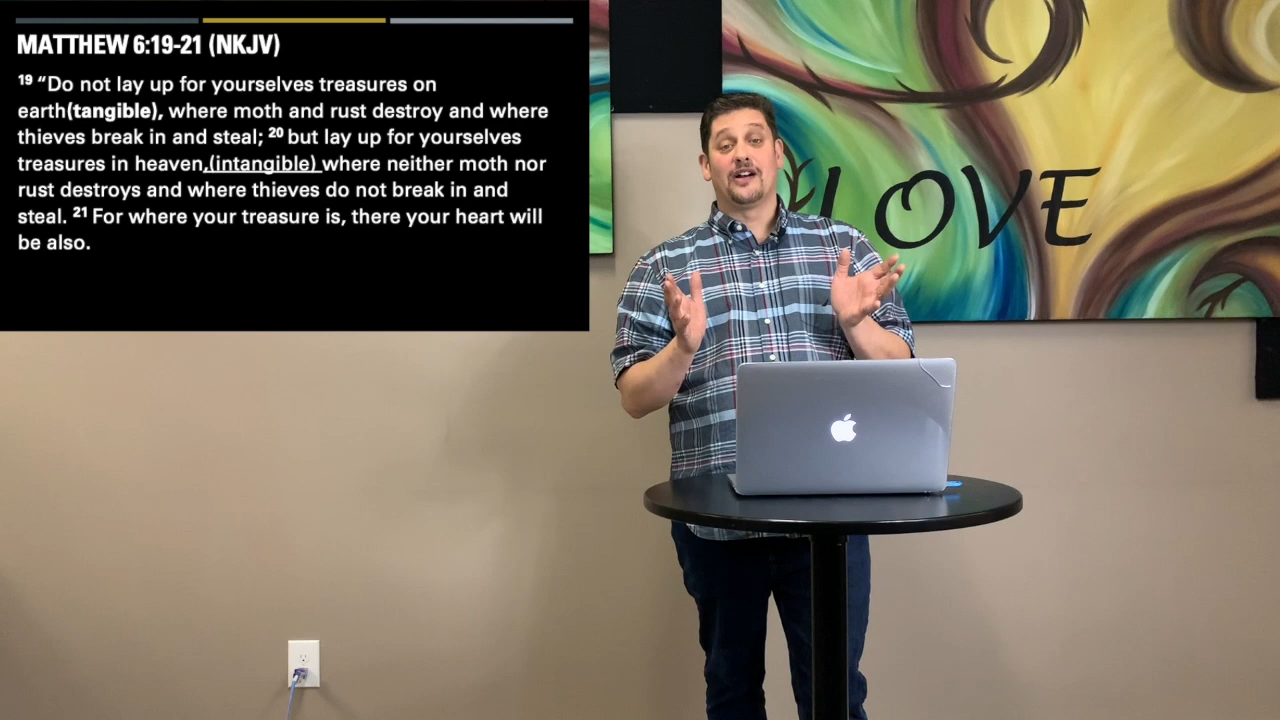 MATTHEW 6:19-21 (NKJV)
19 “Do not lay up for yourselves treasures on
earth(tangible), where moth and rust destroy and where
thieves break in and steal; 20 but lay up for yourselves
treasures in heaven,(intangible) where neither moth nor
rust destroys and where thieves do not break in and
steal. 21 For where your treasure is, there your heart will
be also.
LOVE